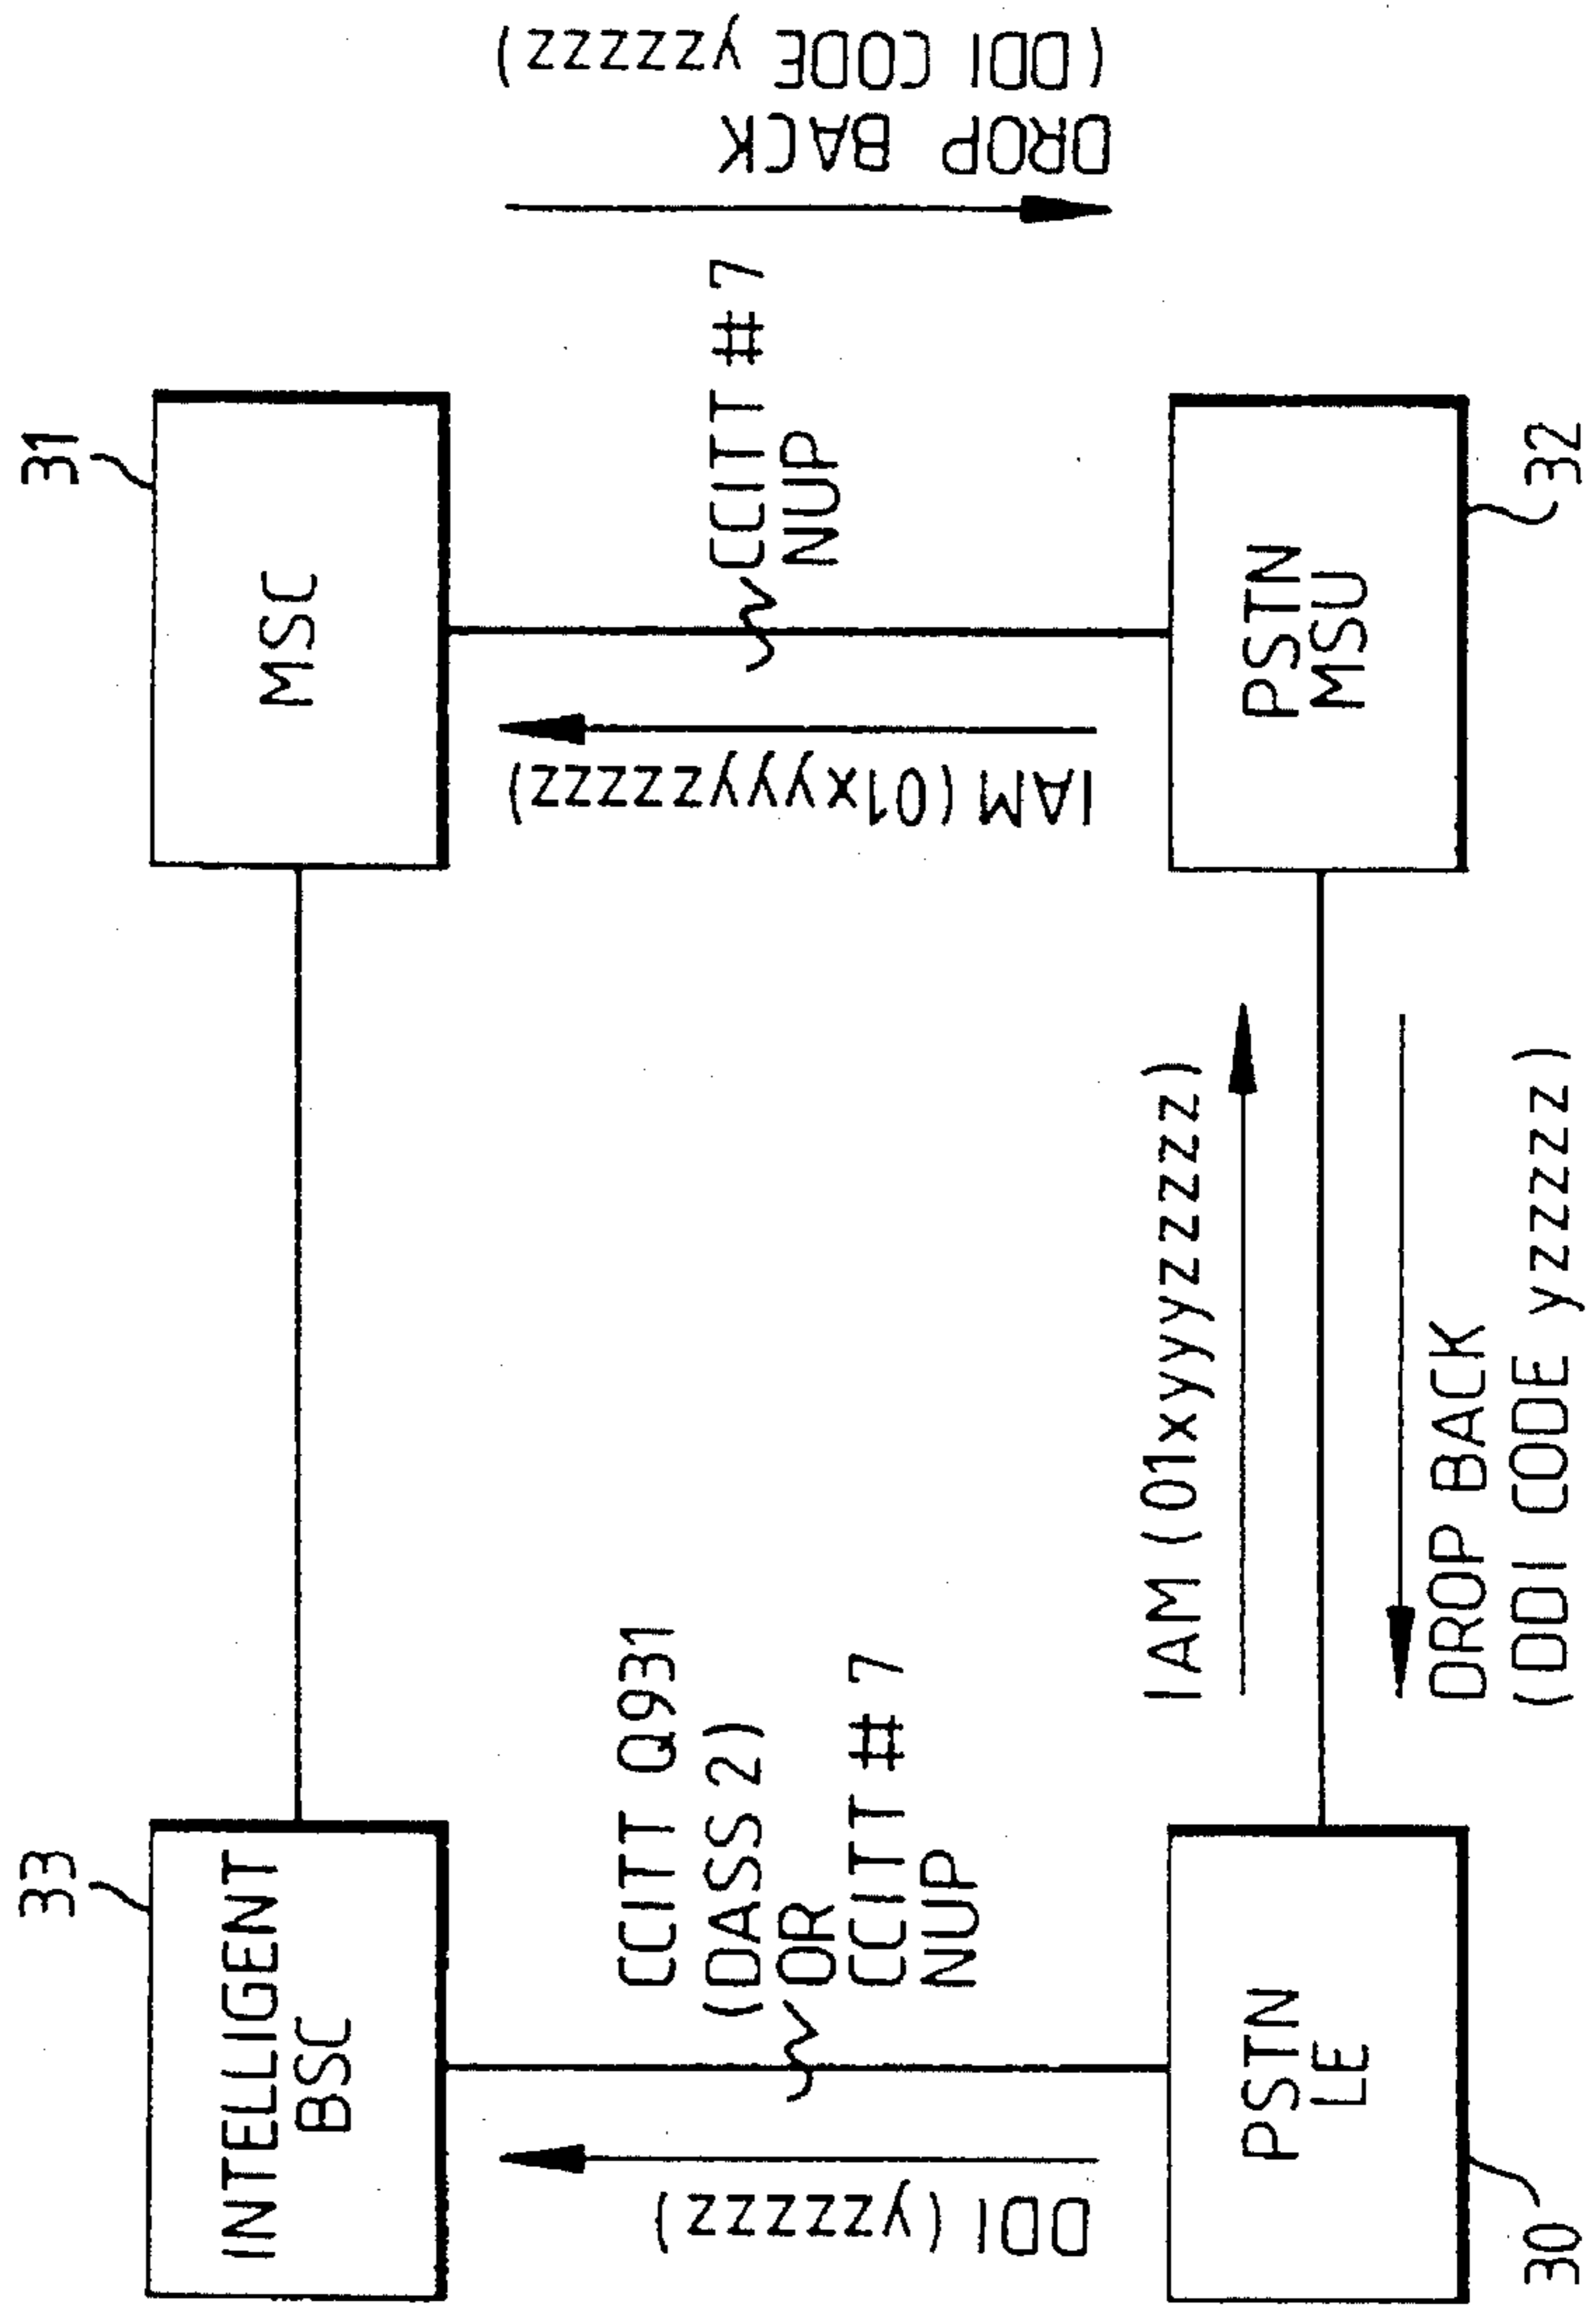 33
31
INTELLIGENT
BSC
MSC
DDI (yzzzzz)
CCITT Q931
(DASS 2)
OR
CCITT # 7
NUP
IAM (01xyyyzzzzz)
CCITT # 7
NUP
DROP BACK
(DDI CODE yzzzzz)
IAM (01xyyyzzzzz)
PSTN
LE
PSTN
MSU
DROP BACK
(DDI CODE yzzzzz)
30
32